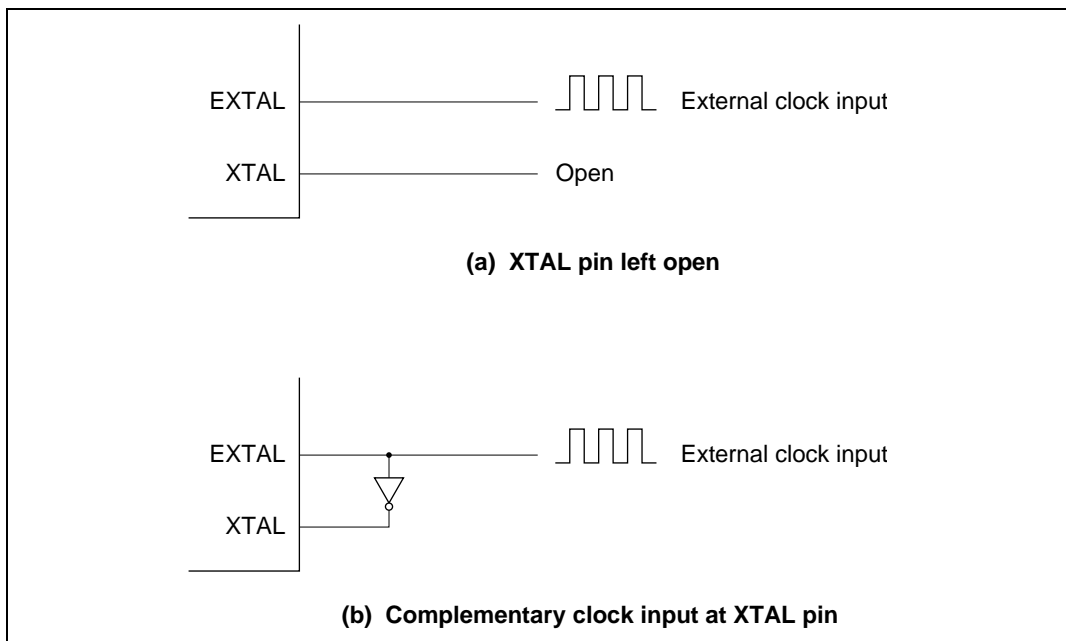 EXTAL External clock input
XTAL Open
(a) XTAL pin left open
EXTAL External clock input
XTAL
(b) Complementary clock input at XTAL pin